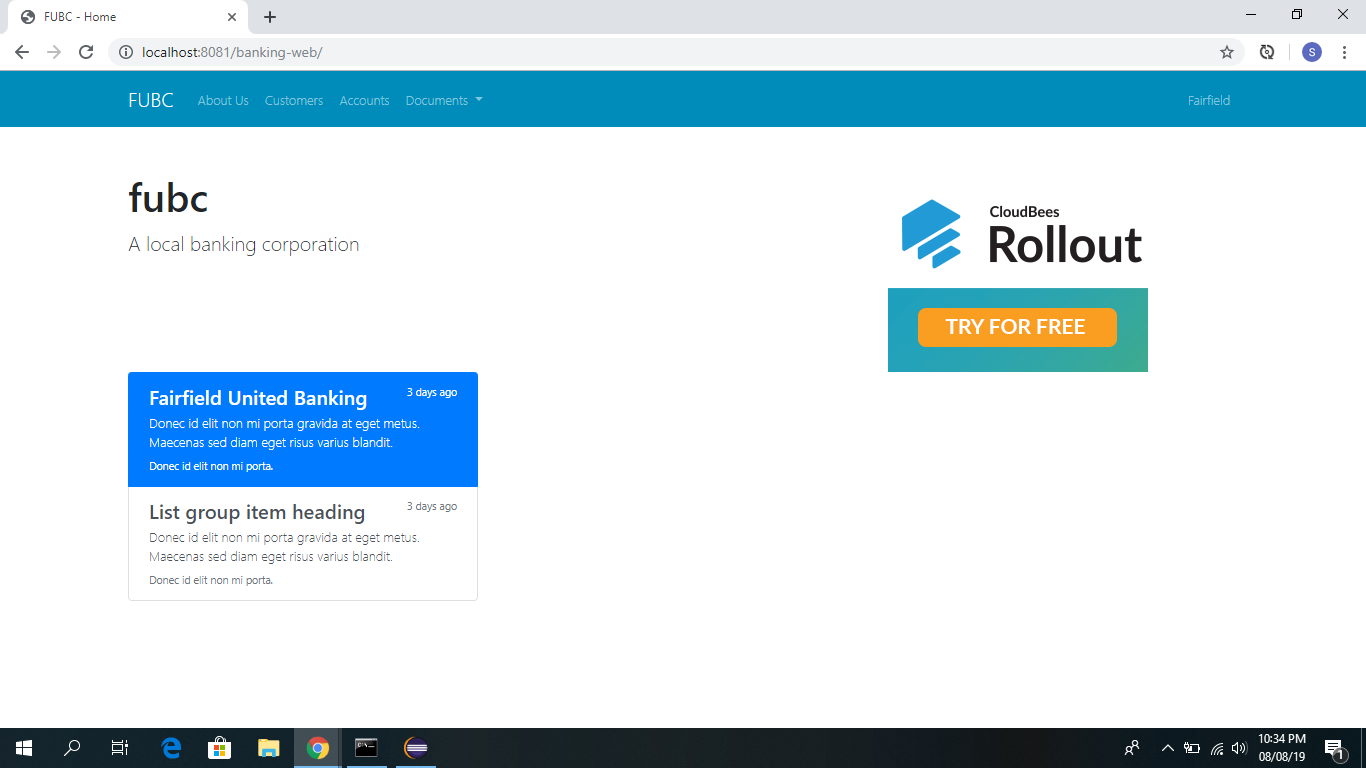 FUBC - Home
localhost:8081/banking-web/
S
FUBC
About Us
Customers
Accounts
Documents
Fairfield
fubc
A local banking corporation
CloudBees
Rollout
TRY FOR FREE
Fairfield United Banking
3 days ago
Donec id elit non mi porta gravida at eget metus.
Maecenas sed diam eget risus varius blandit.
Donec id elit non mi porta.
List group item heading
3 days ago
Donec id elit non mi porta gravida at eget metus.
Maecenas sed diam eget risus varius blandit.
Donec id elit non mi porta.
10:34 PM
08/08/19
1